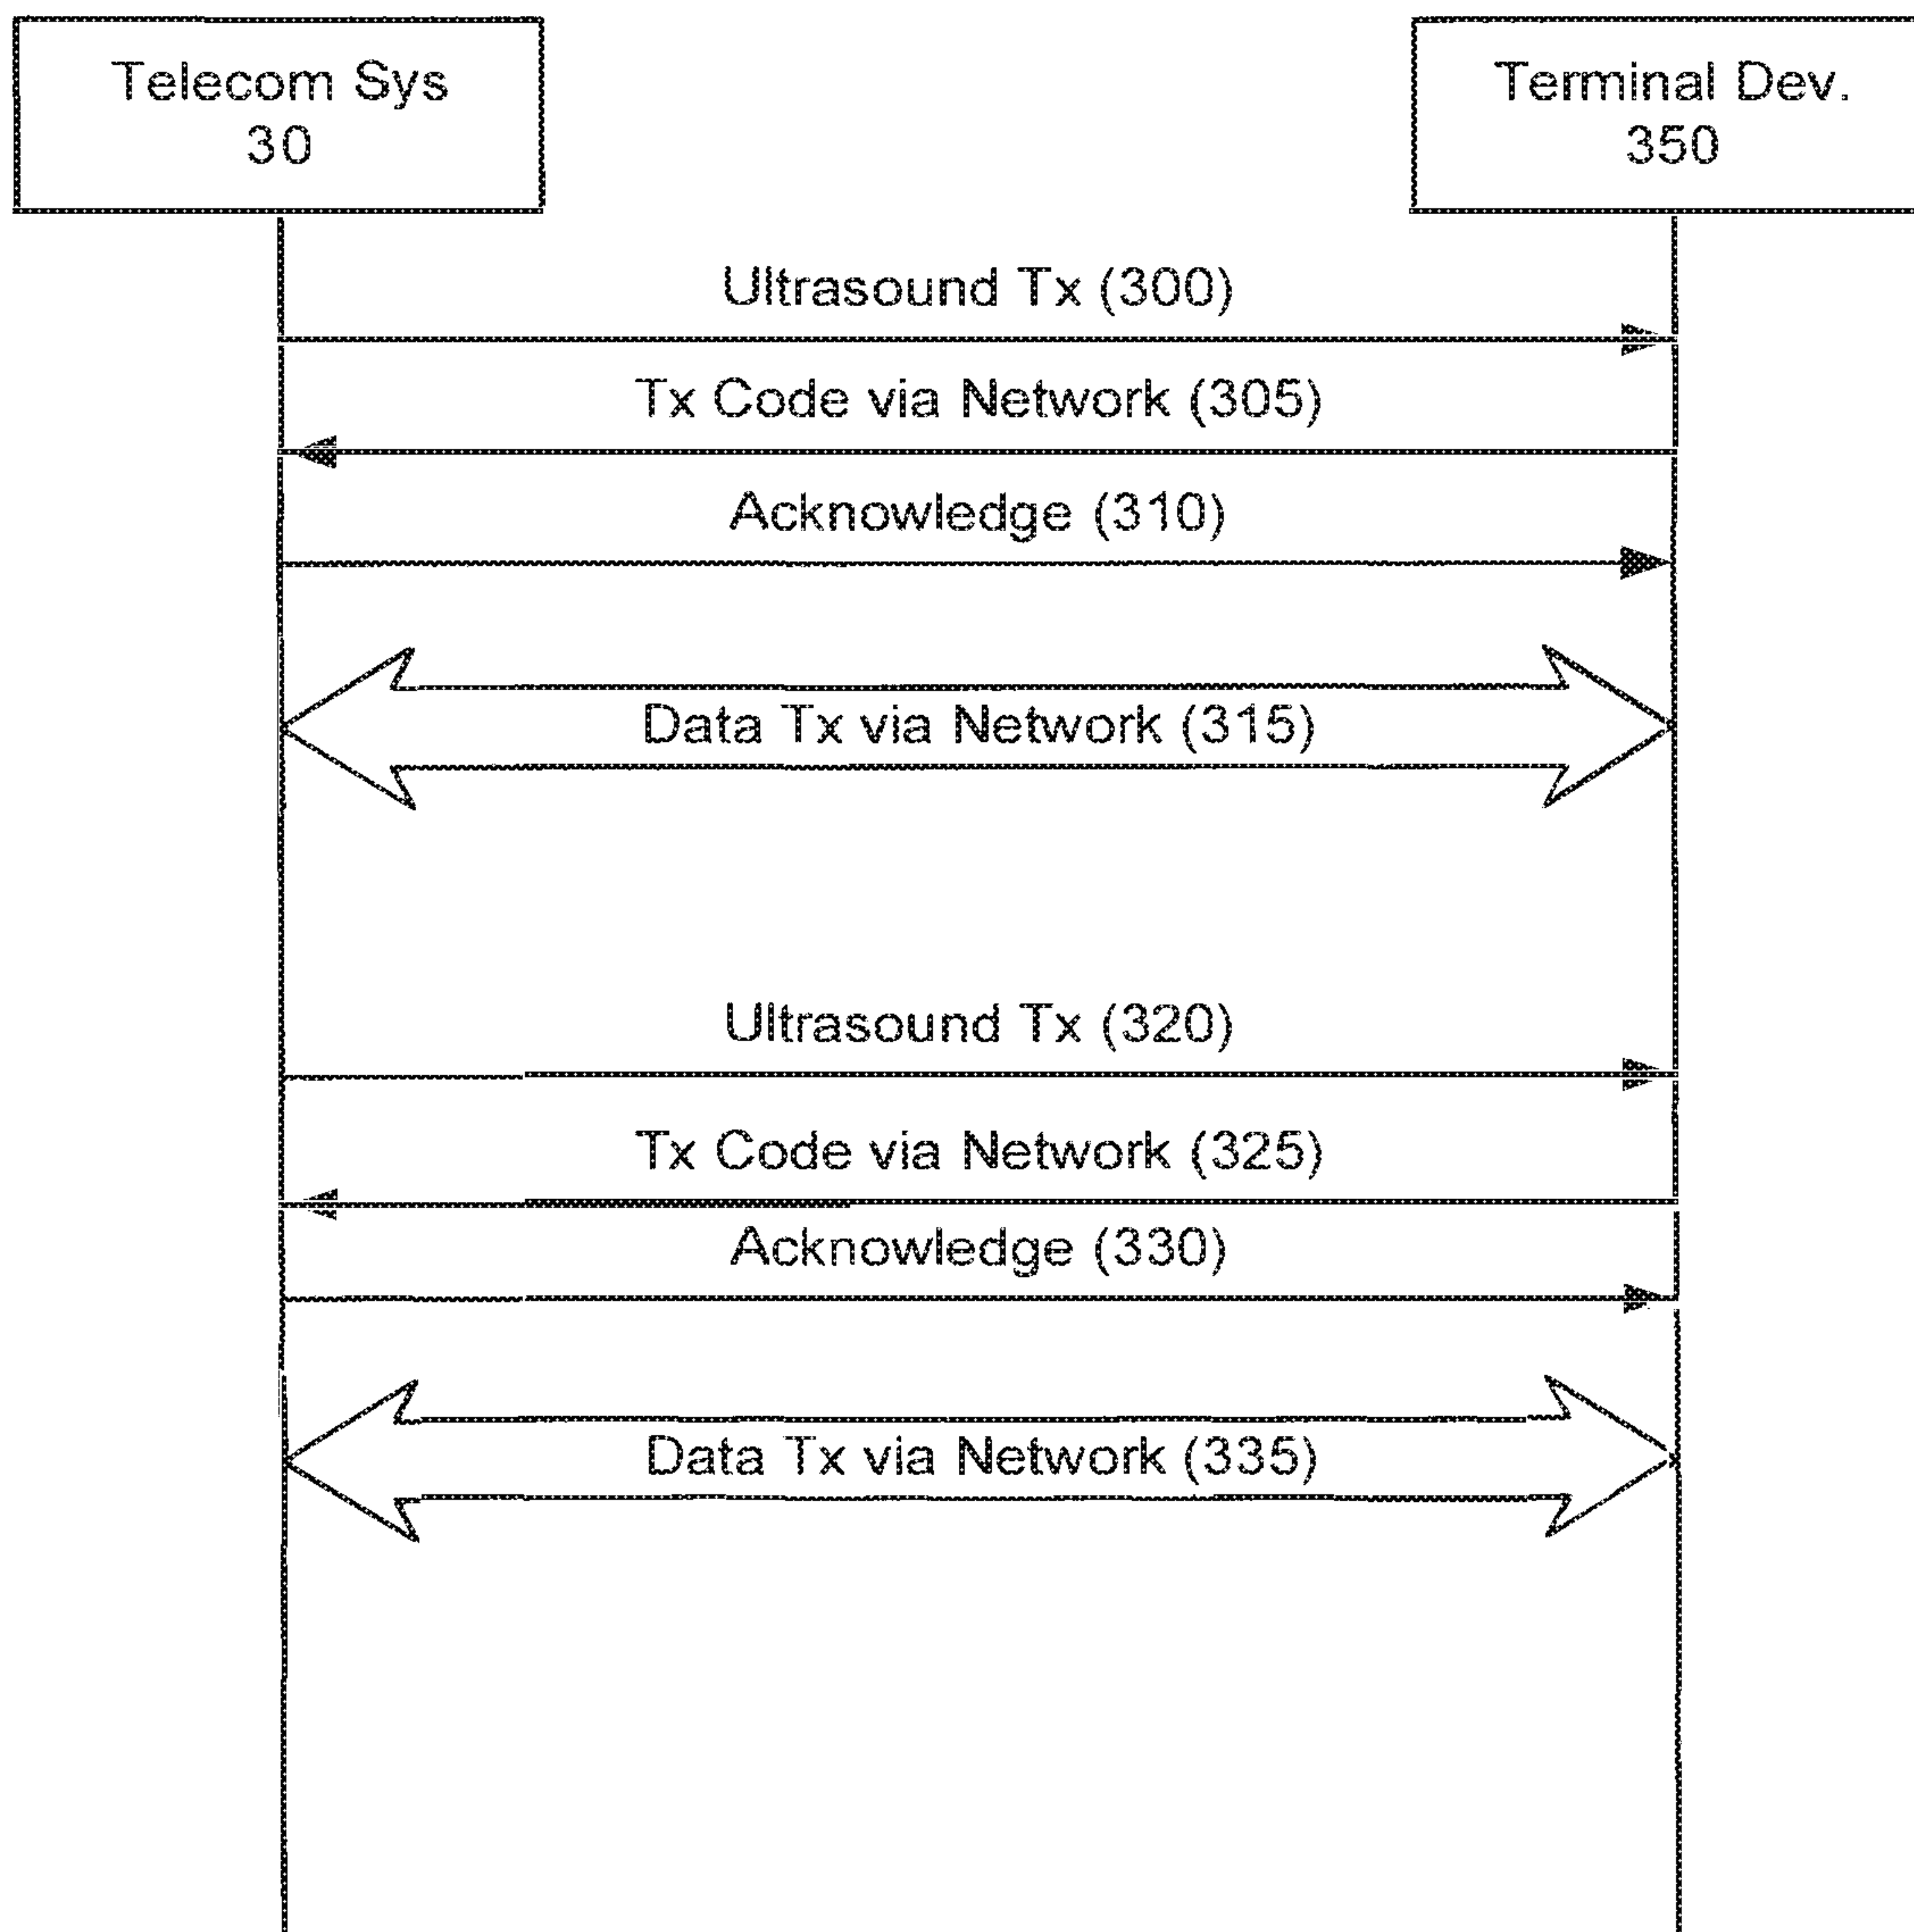 Telecom Sys
30
Terminal Dev.
350
Ultrasound Tx (300)
Tx Code via Network (305)
Acknowledge (310)
Data Tx via Network (315)
Ultrasound Tx (320)
Tx Code via Network (325)
Acknowledge (330)
Data Tx via Network (335)